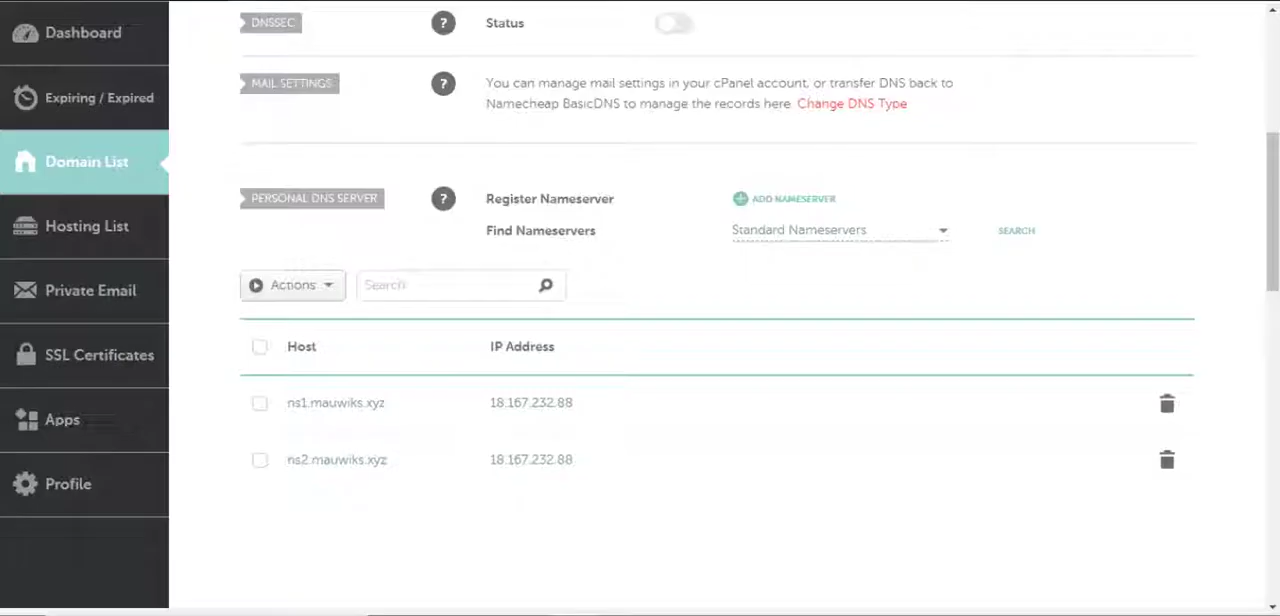 Dashboard
Expiring / Expired
Domain List
Hosting List
Private Email
SSL Certificates
Apps
Profile
DNSSEC
?
Status
MAIL SETTINGS
?
You can manage mail settings in your cPanel account, or transfer DNS back to
Namecheap BasicDNS to manage the records here. Change DNS Type
PERSONAL DNS SERVER
?
Register Nameserver
ADD NAMESERVER
Find Nameservers
Standard Nameservers
SEARCH
Actions
Search
Host
IP Address
ns1.mauwiks.xyz
18.167.232.88
ns2.mauwiks.xyz
18.167.232.88